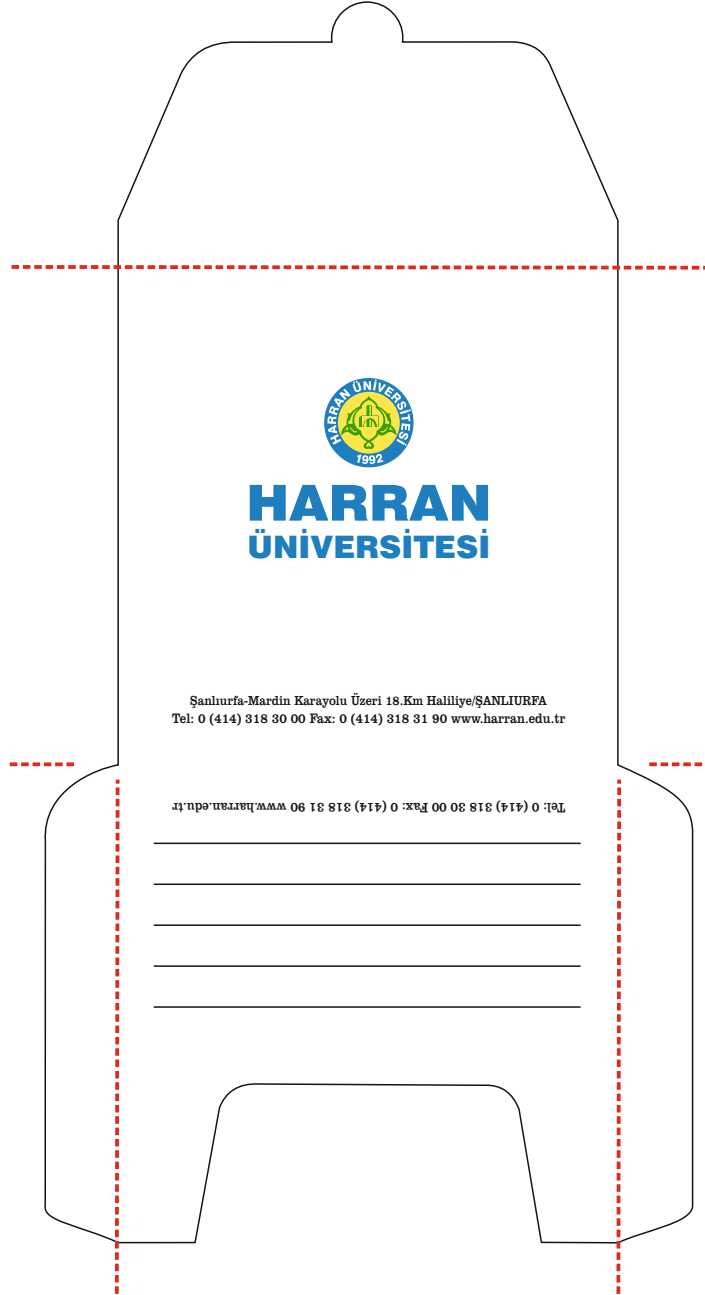 HARRAN ÜNİVERSİTESİ
1992
HARRAN
ÜNİVERSİTESİ
Şanlıurfa-Mardin Karayolu Üzeri 18.Km Haliliye/ŞANLIURFA
Tel: 0 (414) 318 30 00 Fax: 0 (414) 318 31 90 www.harran.edu.tr
Tel: 0 (414) 318 30 00 Fax: 0 (414) 318 31 90 www.harran.edu.tr